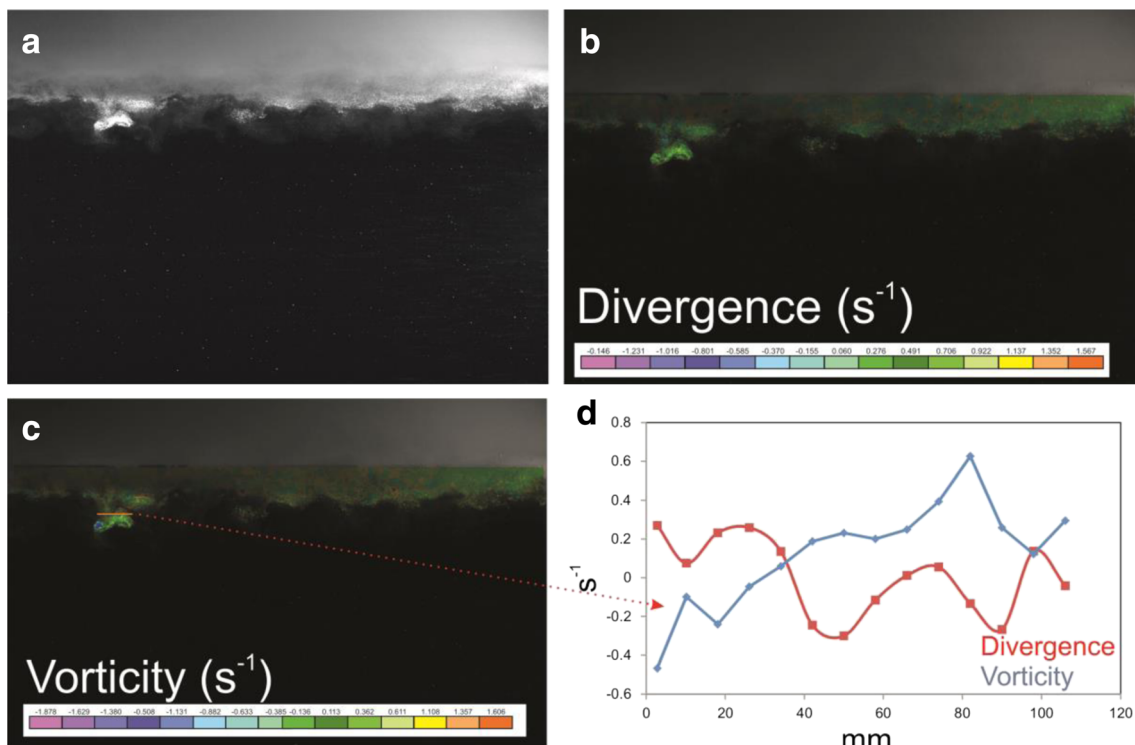 a
b
Divergence (s⁻¹)
-0.146 -1.231 -1.016 -0.801 -0.585 -0.370 -0.155 0.060 0.276 0.491 0.706 0.922 1.137 1.352 1.567
c
Vorticity (s⁻¹)
-1.878 -1.629 -1.380 -0.508 -1.131 -0.882 -0.633 -0.385 -0.136 0.113 0.362 0.611 1.108 1.357 1.606
d
0.8
0.6
0.4
0.2
0
-0.2
-0.4
-0.6
s⁻¹
Divergence
Vorticity
0 20 40 60 80 100 120
mm